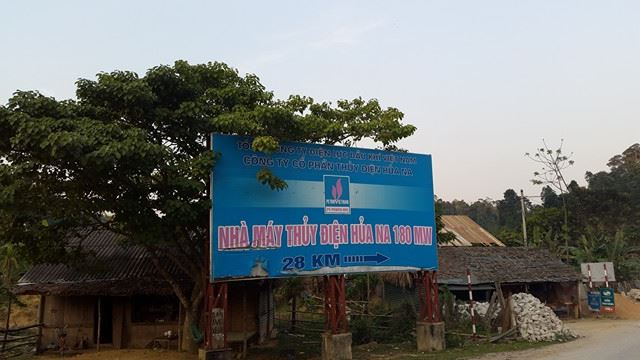 TỔNG CÔNG TY ĐIỆN LỰC DẦU KHÍ VIỆT NAM
CÔNG TY CỔ PHẦN THỦY ĐIỆN HỦA NA
NHÀ MÁY THỦY ĐIỆN HỦA NA 180 MW
28 KM